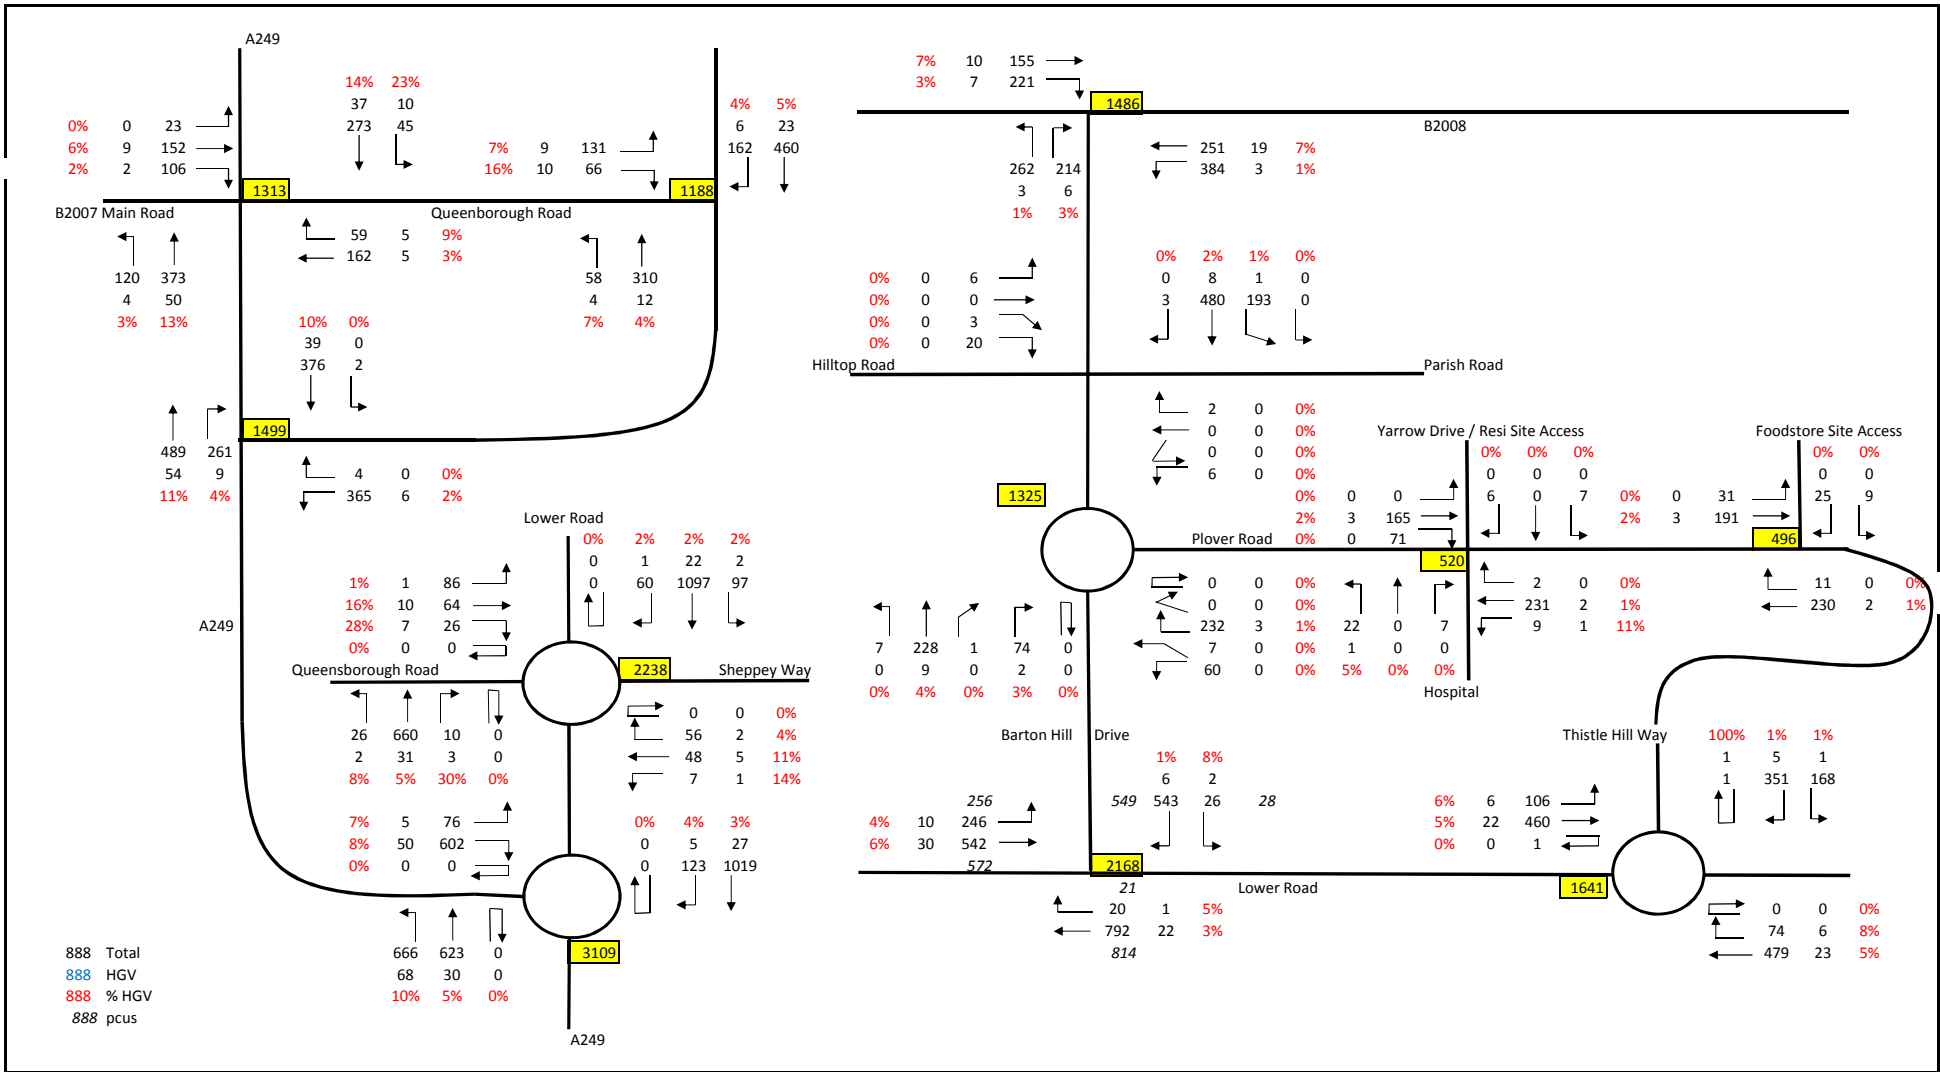 A249
14% 23%
37 10
273 45
0% 0 23
6% 9 152
2% 2 106
7% 9 131
16% 10 66
4% 5%
6 23
162 460
1313
1188
B2007 Main Road
Queenborough Road
59 5 9%
162 5 3%
120 373
4 50
3% 13%
58 310
4 12
7% 4%
10% 0%
39 0
376 2
1499
489 261
54 9
11% 4%
4 0 0%
365 6 2%
Lower Road
0% 2% 2% 2%
0 1 22 2
0 60 1097 97
1% 1 86
16% 10 64
28% 7 26
0% 0 0
A249
Queensborough Road
2238
Sheppey Way
26 660 10 0
2 31 3 0
8% 5% 30% 0%
0 0 0%
56 2 4%
48 5 11%
7 1 14%
7% 5 76
8% 50 602
0% 0 0
0% 4% 3%
0 5 27
0 123 1019
666 623 0
68 30 0
10% 5% 0%
3109
A249
888 Total
888 HGV
888 % HGV
888 pcus
7% 10 155
3% 7 221
1486
B2008
262 214
3 6
1% 3%
251 19 7%
384 3 1%
0% 0 6
0% 0 0
0% 0 3
0% 0 20
0% 2% 1% 0%
0 8 1 0
3 480 193 0
Hilltop Road
Parish Road
2 0 0%
0 0 0%
0 0 0%
6 0 0%
1325
Yarrow Drive / Resi Site Access
0% 0% 0%
0 0 0
6 0 7
0% 0 0
2% 3 165
0% 0 71
Foodstore Site Access
0% 0%
0 0
25 9
0% 0 31
2% 3 191
Plover Road
520
496
0 0 0%
0 0 0%
232 3 1%
7 0 0%
60 0 0%
22 0 7
1 0 0
5% 0% 0%
2 0 0%
231 2 1%
9 1 11%
11 0 0%
230 2 1%
7 228 1 74 0
0 9 0 2 0
0% 4% 0% 3% 0%
Hospital
Barton Hill Drive
Thistle Hill Way
1% 8%
6 2
549 543 26 28
256
4% 10 246
6% 30 542
572
2168
21
20 1 5%
792 22 3%
814
Lower Road
100% 1% 1%
1 5 1
1 351 168
6% 6 106
5% 22 460
0% 0 1
1641
0 0 0%
74 6 8%
479 23 5%